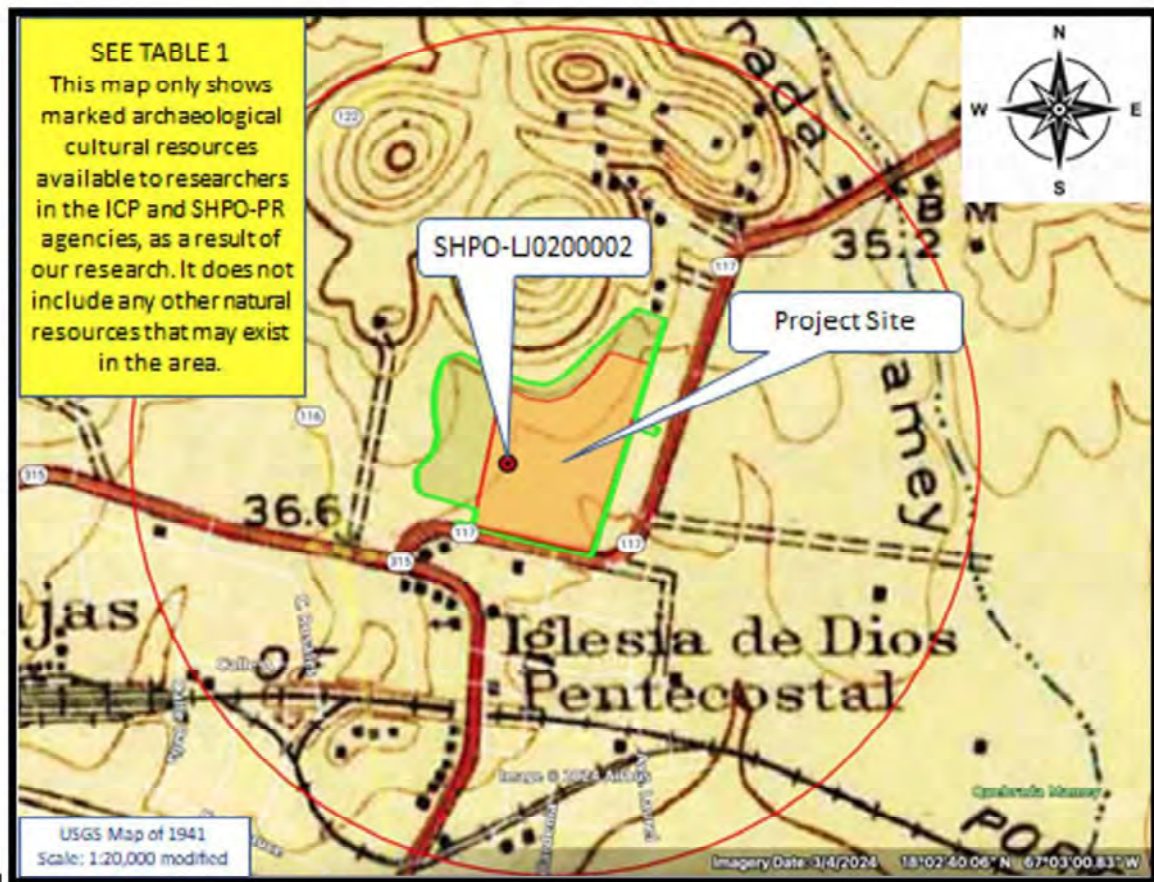 SEE TABLE 1
This map only shows
marked archaeological
cultural resources
available to researchers
in the ICP and SHPO-PR
agencies, as a result of
our research. It does not
include any other natural
resources that may exist
in the area.
N
W E
S
122
rada
B M
35.2
SHPO-LJ0200002
117
Project Site
amey
116
315
36.6
117
117
315
ajas
Iglesia de Dios
Pentecostal
Calle
Image © 2024 Airbus
Quebrada Mamey
USGS Map of 1941
Scale: 1:20,000 modified
Imagery Date: 3/4/2024 18°02'40.06" N 67°03'00.83" W